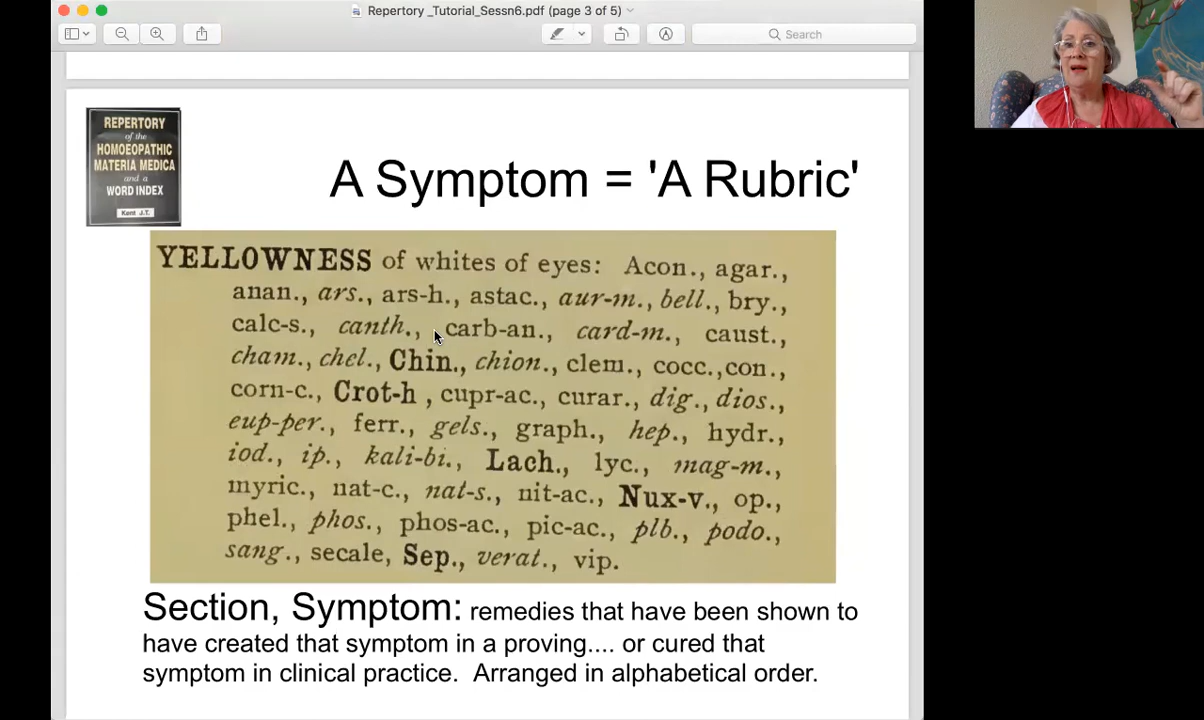 Repertory _Tutorial_Sessn6.pdf (page 3 of 5)
Search
REPERTORY
of the
HOMOEOPATHIC
MATERIA MEDICA
and a
WORD INDEX
Kent J.T.
A Symptom = 'A Rubric'
YELLOWNESS of whites of eyes: Acon., agar.,
anan., ars., ars-h., astac., aur-m., bell., bry.,
calc-s., canth., carb-an., card-m., caust.,
cham., chel., Chin., chion., clem., cocc.,con.,
corn-c., Crot-h , cupr-ac., curar., dig., dios.,
eup-per., ferr., gels., graph., hep., hydr.,
iod., ip., kali-bi., Lach., lyc., mag-m.,
myric., nat-c., nat-s., nit-ac., Nux-v., op.,
phel., phos., phos-ac., pic-ac., plb., podo.,
sang., secale, Sep., verat., vip.
Section, Symptom: remedies that have been shown to
have created that symptom in a proving.... or cured that
symptom in clinical practice.  Arranged in alphabetical order.